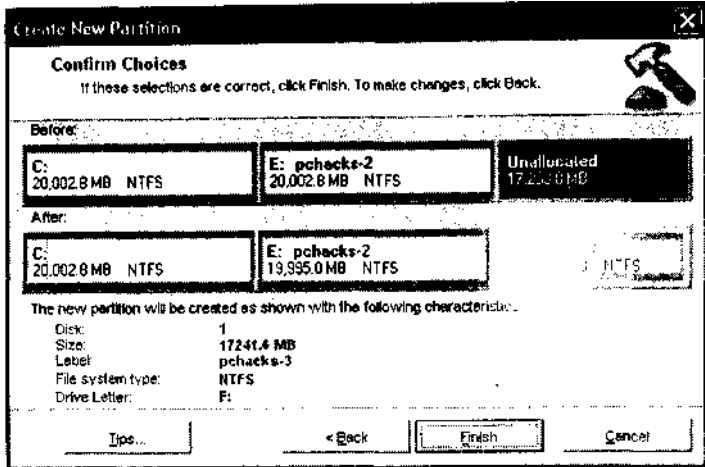 Create New Partition
Confirm Choices
If these selections are correct, click Finish. To make changes, click Back.
Before:
C:
20,002.8 MB NTFS
E: pchacks-2
20,002.8 MB NTFS
Unallocated
MB
After:
C:
20,002.8 MB NTFS
E: pchacks-2
19,995.0 MB NTFS
NTFS
The new partition will be created as shown with the following
Disk: 1
Size: 17241.4 MB
Label: pchacks-3
File system type: NTFS
Drive Letter: F:
Tips...
< Back
Finish
Cancel